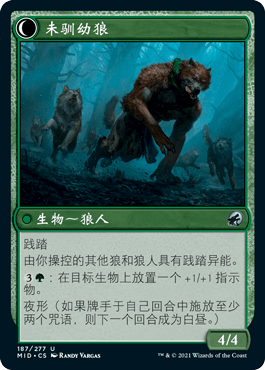 未驯幼狼
生物～狼人
践踏
由你操控的其他狼和狼人具有践踏异能。
3：在目标生物上放置一个 +1/+1 指示
物。
夜形（如果牌手于自己回合中施放至少
两个咒语，则下一个回合成为白昼。）
4/4
187/277 U
MID • CS RANDY VARGAS
™ & © 2021 Wizards of the Coast